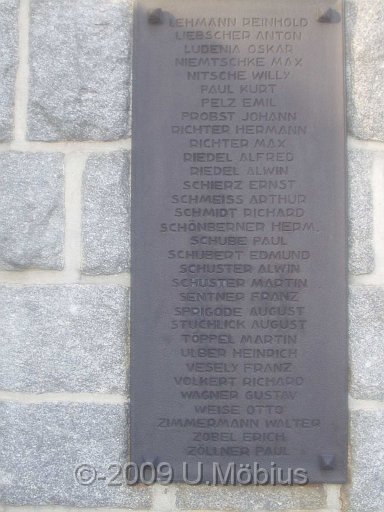 LEHMANN REINHOLD
LIEBSCHER ANTON
LUDENIA OSKAR
NIEMTSCHKE MAX
NITSCHE WILLY
PAUL KURT
PELZ EMIL
PROBST JOHANN
RICHTER HERMANN
RICHTER MAX
RIEDEL ALFRED
RIEDEL ALWIN
SCHIERZ ERNST
SCHMEISS ARTHUR
SCHMIDT RICHARD
SCHÖNBERNER HERM.
SCHUBE PAUL
SCHUBERT EDMUND
SCHUSTER ALWIN
SCHUSTER MARTIN
SENTNER FRANZ
SPRIGODE AUGUST
STUCHLICK AUGUST
TÖPPEL MARTIN
ULBER HEINRICH
VESELY FRANZ
VOLKERT RICHARD
WAGNER GUSTAV
WEISE OTTO
ZIMMERMANN WALTER
ZOBEL ERICH
ZÖLLNER PAUL
©-2009 U.Möbius